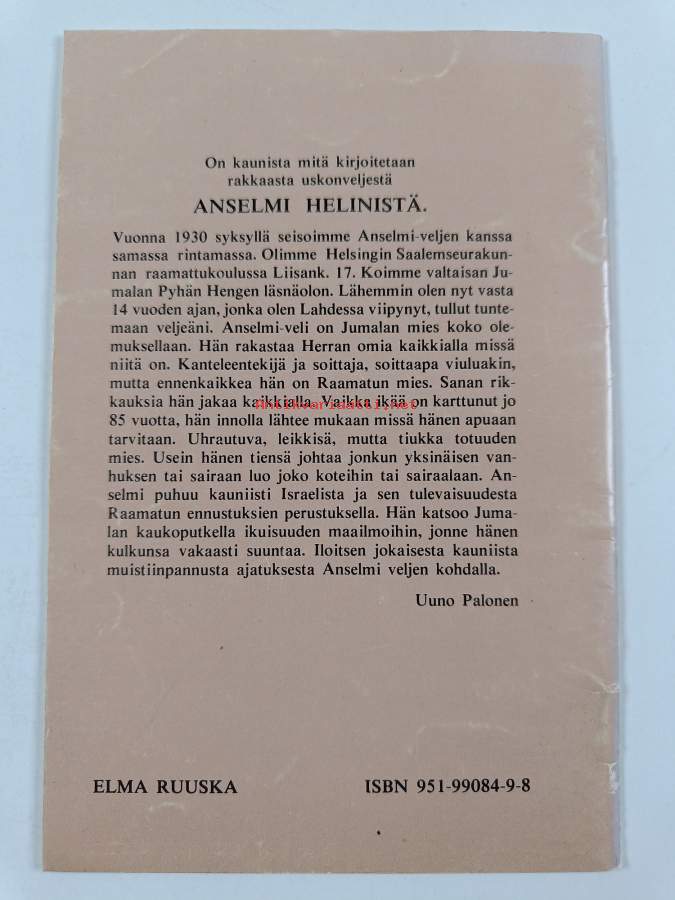 On kaunista mitä kirjoitetaan
rakkaasta uskonveljestä
ANSELMI HELINISTÄ.
Vuonna 1930 syksyllä seisoimme Anselmi-veljen kanssa
samassa rintamassa. Olimme Helsingin Saalemseurakun-
nan raamattukoulussa Liisank. 17. Koimme valtaisan Ju-
malan Pyhän Hengen läsnäolon. Lähemmin olen nyt vasta
14 vuoden ajan, jonka olen Lahdessa viipynyt, tullut tunte-
maan veljeäni. Anselmi-veli on Jumalan mies koko ole-
muksellaan. Hän rakastaa Herran omia kaikkialla missä
niitä on. Kanteleentekijä ja soittaja, soittaapa viuluakin,
mutta ennenkaikkea hän on Raamatun mies. Sanan rik-
kauksia hän jakaa kaikkialla. Vaikka ikää on karttunut jo
Antikvariaatti.net
85 vuotta, hän innolla lähtee mukaan missä hänen apuaan
tarvitaan. Uhrautuva, leikkisä, mutta tiukka totuuden
mies. Usein hänen tiensä johtaa jonkun yksinäisen van-
huksen tai sairaan luo joko koteihin tai sairaalaan. An-
selmi puhuu kauniisti Israelista ja sen tulevaisuudesta
Raamatun ennustuksien perustuksella. Hän katsoo Juma-
lan kaukoputkella ikuisuuden maailmoihin, jonne hänen
kulkunsa vakaasti suuntaa. Iloitsen jokaisesta kauniista
muistiinpannusta ajatuksesta Anselmi veljen kohdalla.
Uuno Palonen
ELMA RUUSKA
ISBN 951-99084-9-8